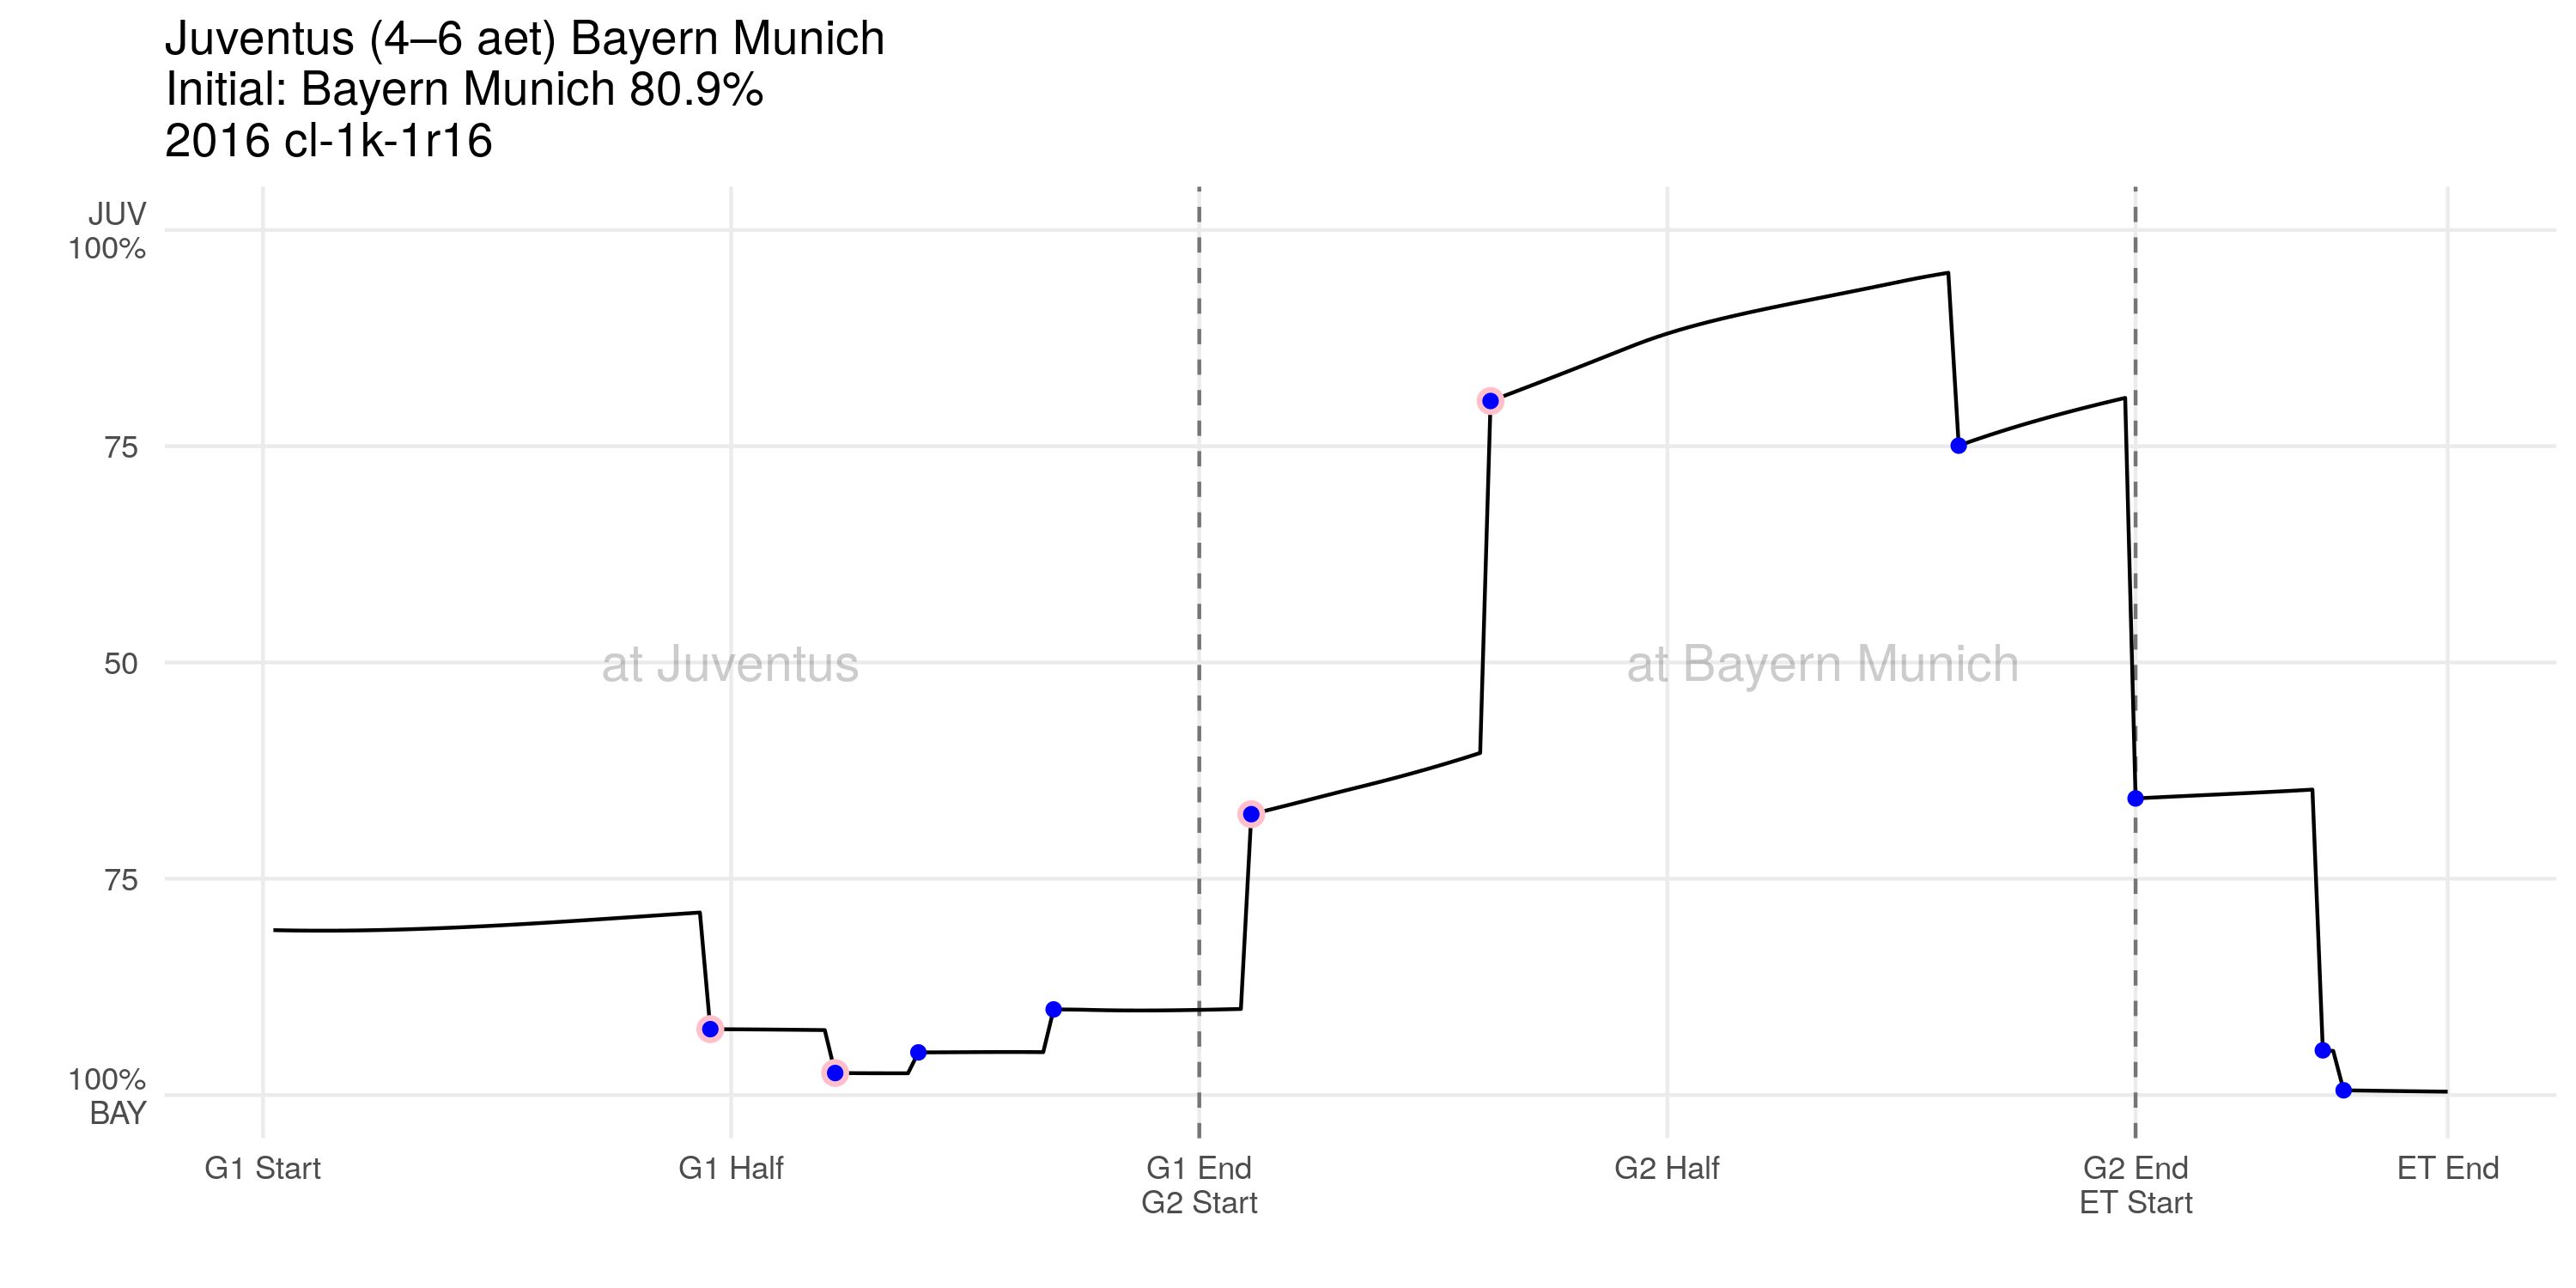 Juventus (4–6 aet) Bayern Munich
Initial: Bayern Munich 80.9%
2016 cl-1k-1r16
JUV
100%
75
50
75
100%
BAY
at Juventus
at Bayern Munich
G1 Start
G1 Half
G1 End
G2 Start
G2 Half
G2 End
ET Start
ET End